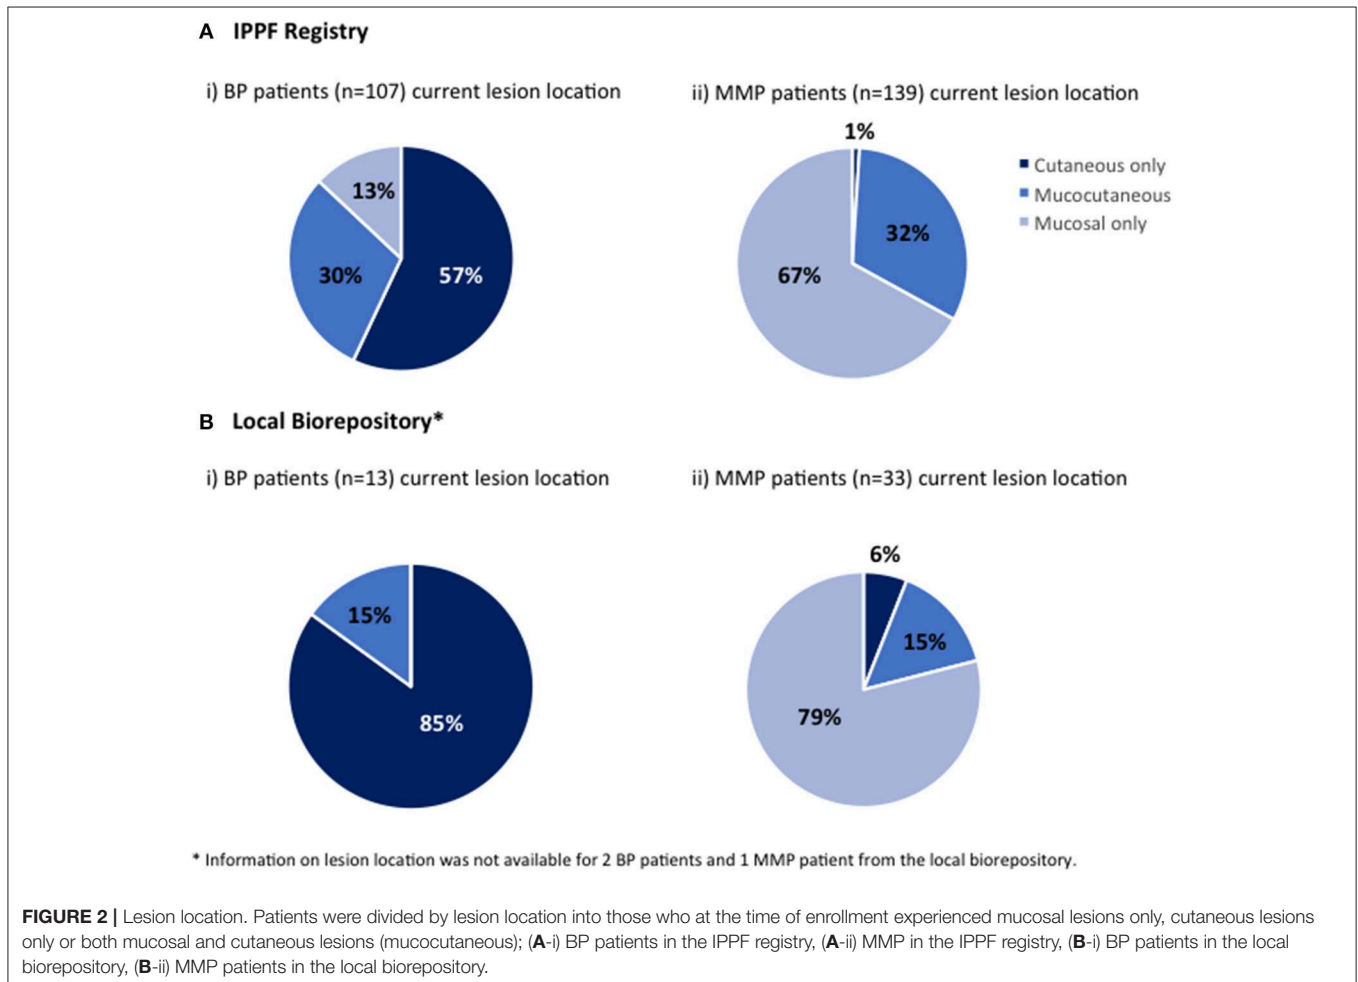 A IPPF Registry
i) BP patients (n=107) current lesion location
ii) MMP patients (n=139) current lesion location
13%
30%
57%
1%
32%
67%
Cutaneous only
Mucocutaneous
Mucosal only
B Local Biorepository*
i) BP patients (n=13) current lesion location
ii) MMP patients (n=33) current lesion location
15%
85%
6%
15%
79%
* Information on lesion location was not available for 2 BP patients and 1 MMP patient from the local biorepository.
FIGURE 2 | Lesion location. Patients were divided by lesion location into those who at the time of enrollment experienced mucosal lesions only, cutaneous lesions
only or both mucosal and cutaneous lesions (mucocutaneous); (A-i) BP patients in the IPPF registry, (A-ii) MMP in the IPPF registry, (B-i) BP patients in the local
biorepository, (B-ii) MMP patients in the local biorepository.